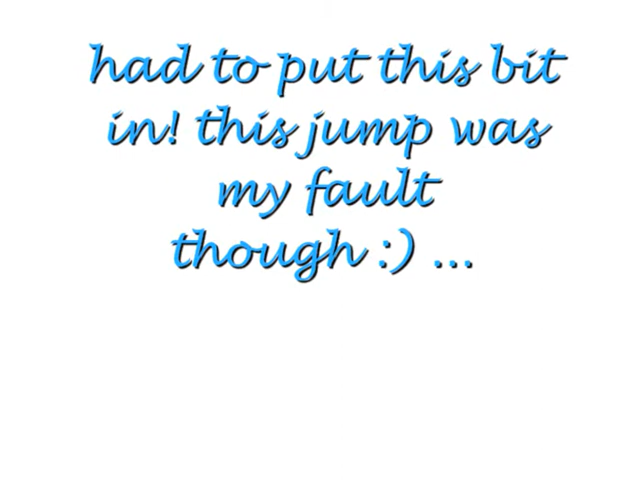 had to put this bit
in! this jump was
my fault
though :) ...